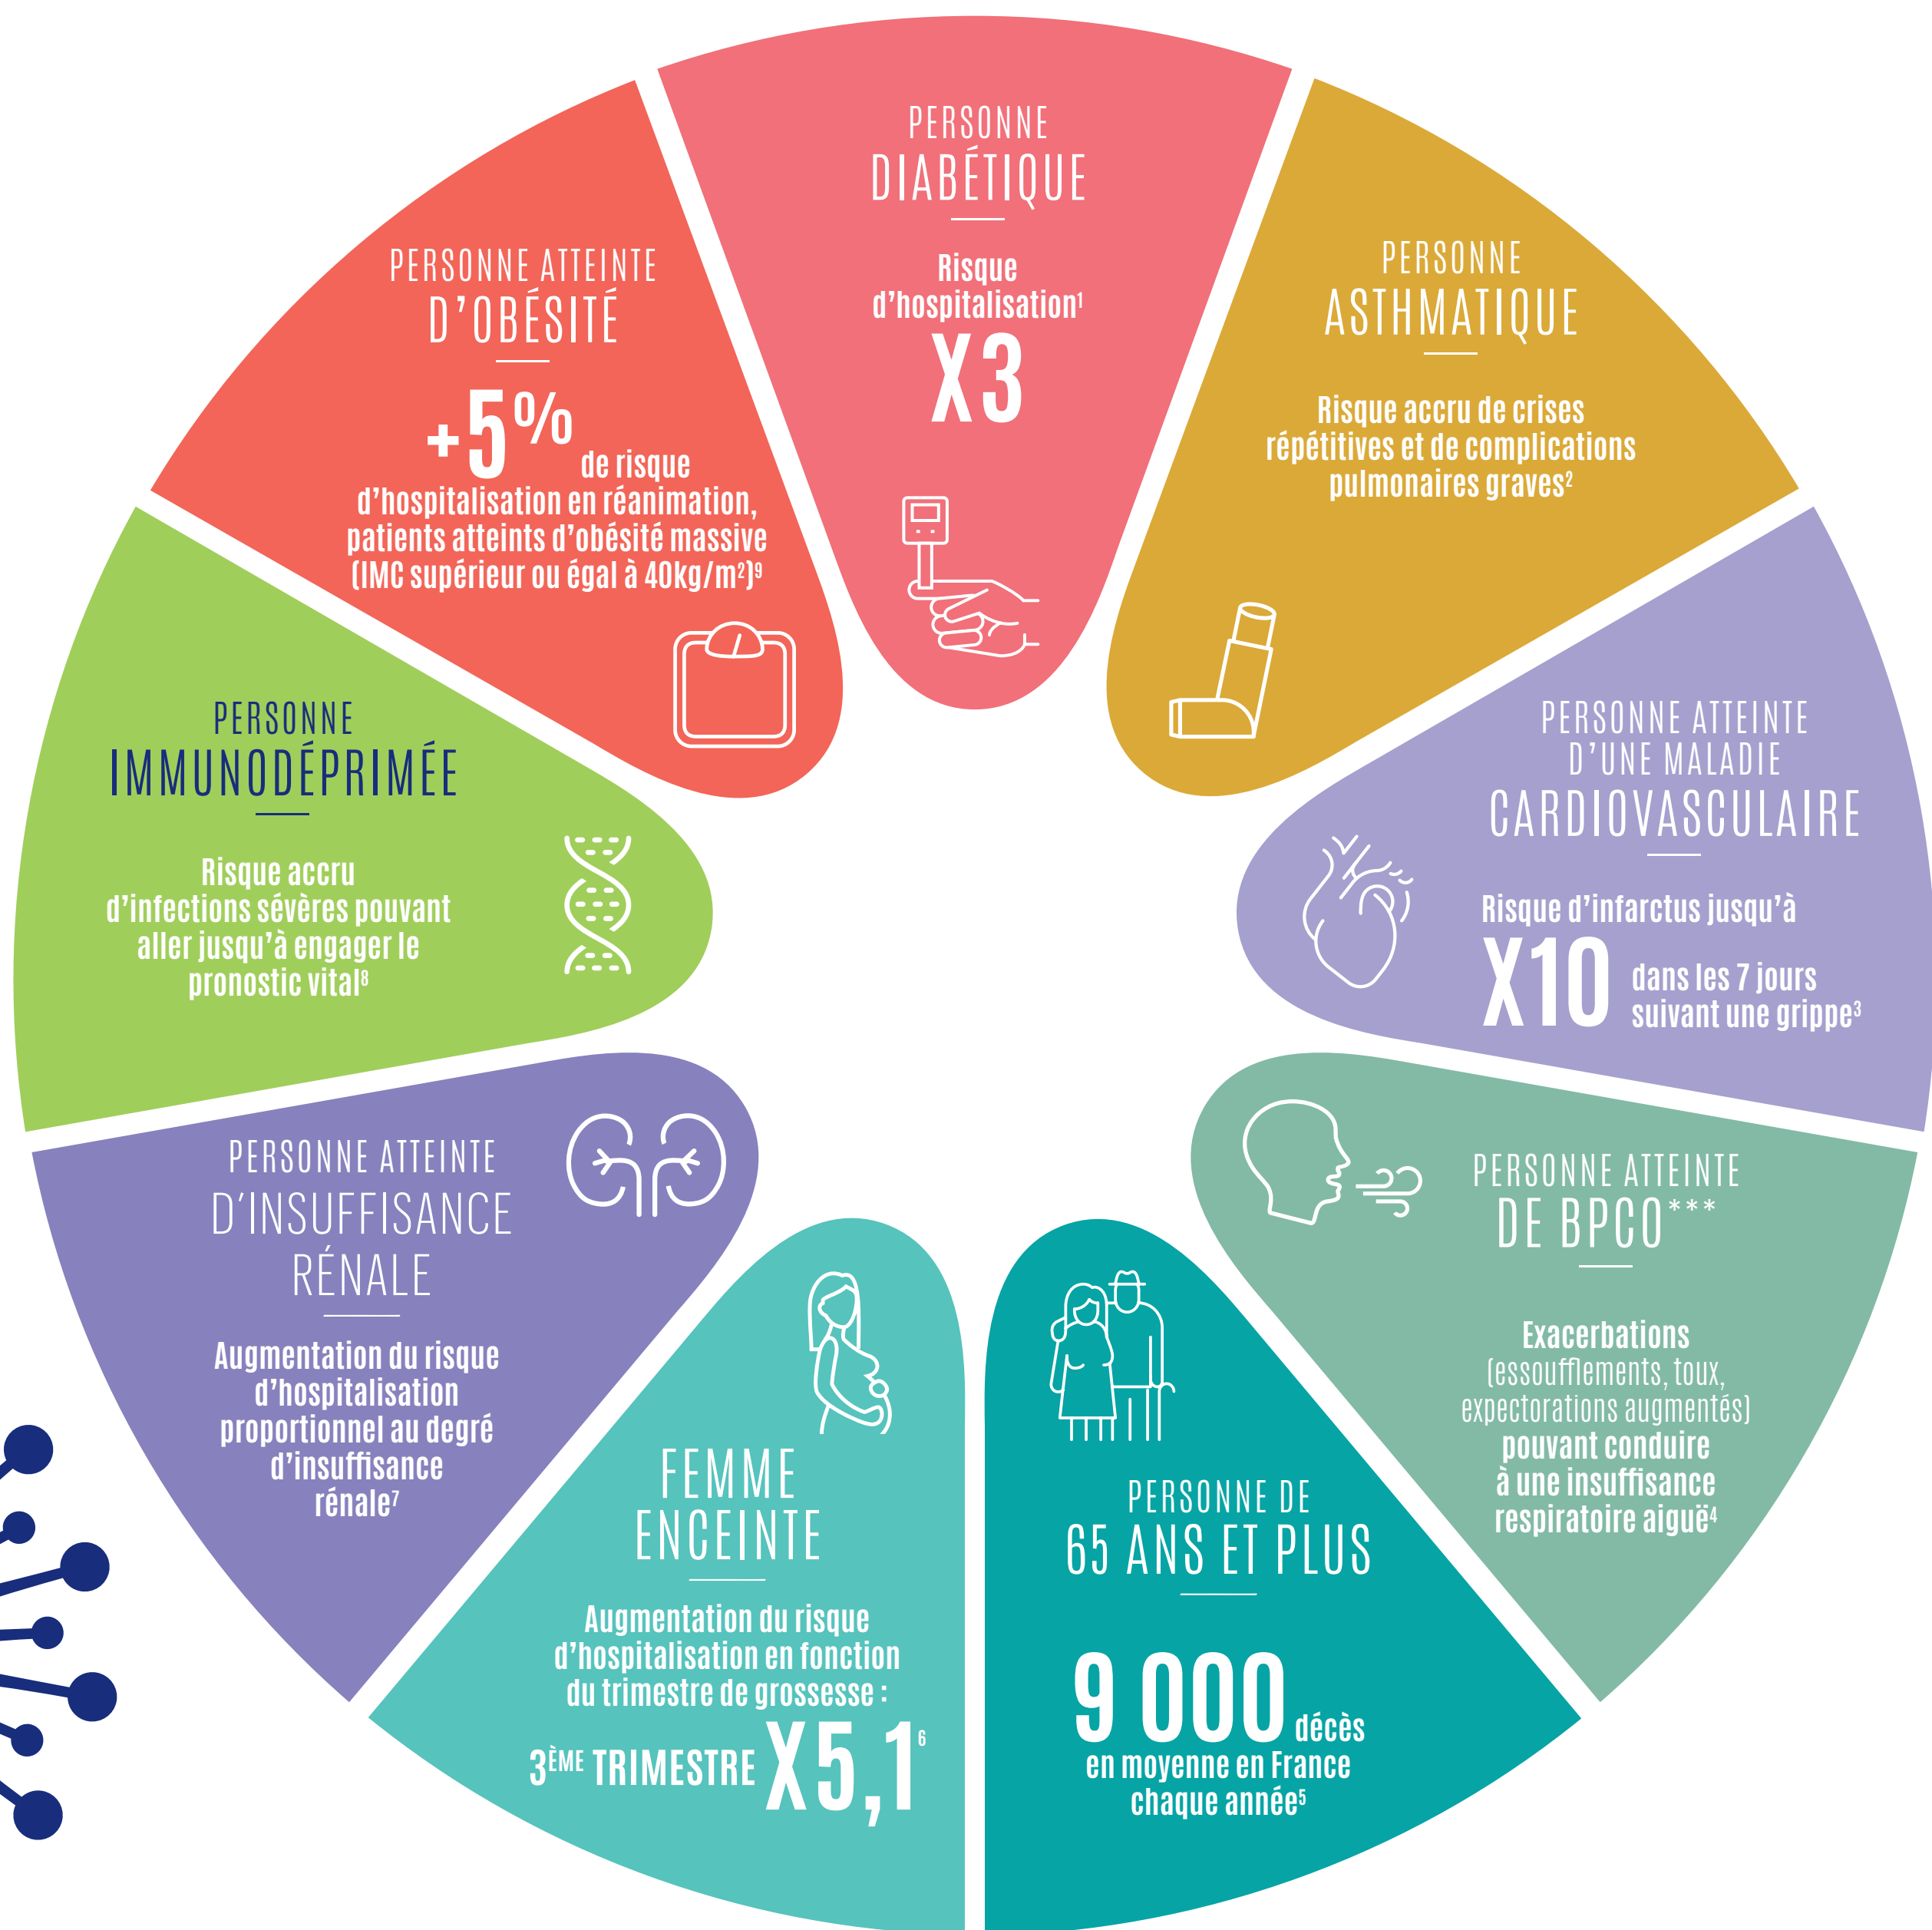 PERSONNE
DIABÉTIQUE
Risque
d'hospitalisation¹
X3
PERSONNE
ASTHMATIQUE
Risque accru de crises
répétitives et de complications
pulmonaires graves²
PERSONNE ATTEINTE
D'UNE MALADIE
CARDIOVASCULAIRE
Risque d'infarctus jusqu'à
X10 dans les 7 jours
suivant une grippe³
PERSONNE ATTEINTE
DE BPCO***
Exacerbations
(essoufflements, toux,
expectorations augmentés)
pouvant conduire
à une insuffisance
respiratoire aiguë⁴
PERSONNE DE
65 ANS ET PLUS
9 000 décès
en moyenne en France
chaque année⁵
FEMME
ENCEINTE
Augmentation du risque
d'hospitalisation en fonction
du trimestre de grossesse :
3ÈME TRIMESTRE X5,1⁶
PERSONNE ATTEINTE
D'INSUFFISANCE
RÉNALE
Augmentation du risque
d'hospitalisation
proportionnel au degré
d'insuffisance
rénale⁷
PERSONNE
IMMUNODÉPRIMÉE
Risque accru
d'infections sévères pouvant
aller jusqu'à engager le
pronostic vital⁸
PERSONNE ATTEINTE
D'OBÉSITÉ
+5% de risque
d'hospitalisation en réanimation,
patients atteints d'obésité massive
(IMC supérieur ou égal à 40kg/m²)⁹